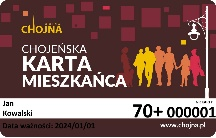 CHOJNA
CHOJEŃSKA
KARTA
MIESZKAŃCA
Jan
Kowalski
70+ 000001
Data ważności: 2024/01/01
www.chojna.pl